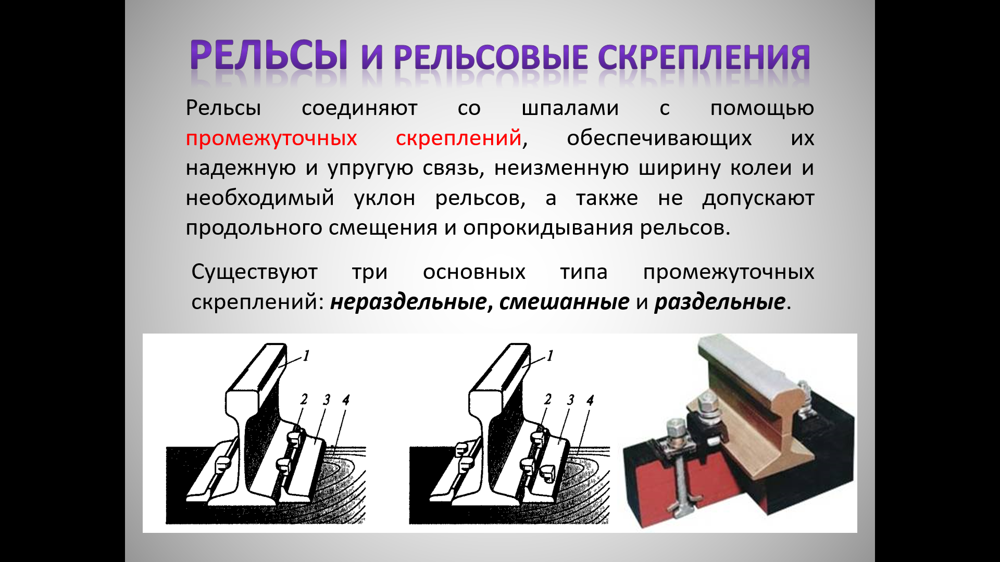 РЕЛЬСЫ И РЕЛЬСОВЫЕ СКРЕПЛЕНИЯ
Рельсы соединяют со шпалами с помощью
промежуточных скреплений, обеспечивающих их
надежную и упругую связь, неизменную ширину колеи и
необходимый уклон рельсов, а также не допускают
продольного смещения и опрокидывания рельсов.
Существуют три основных типа промежуточных
скреплений: нераздельные, смешанные и раздельные.
1
2 3 4
1
2 3 4